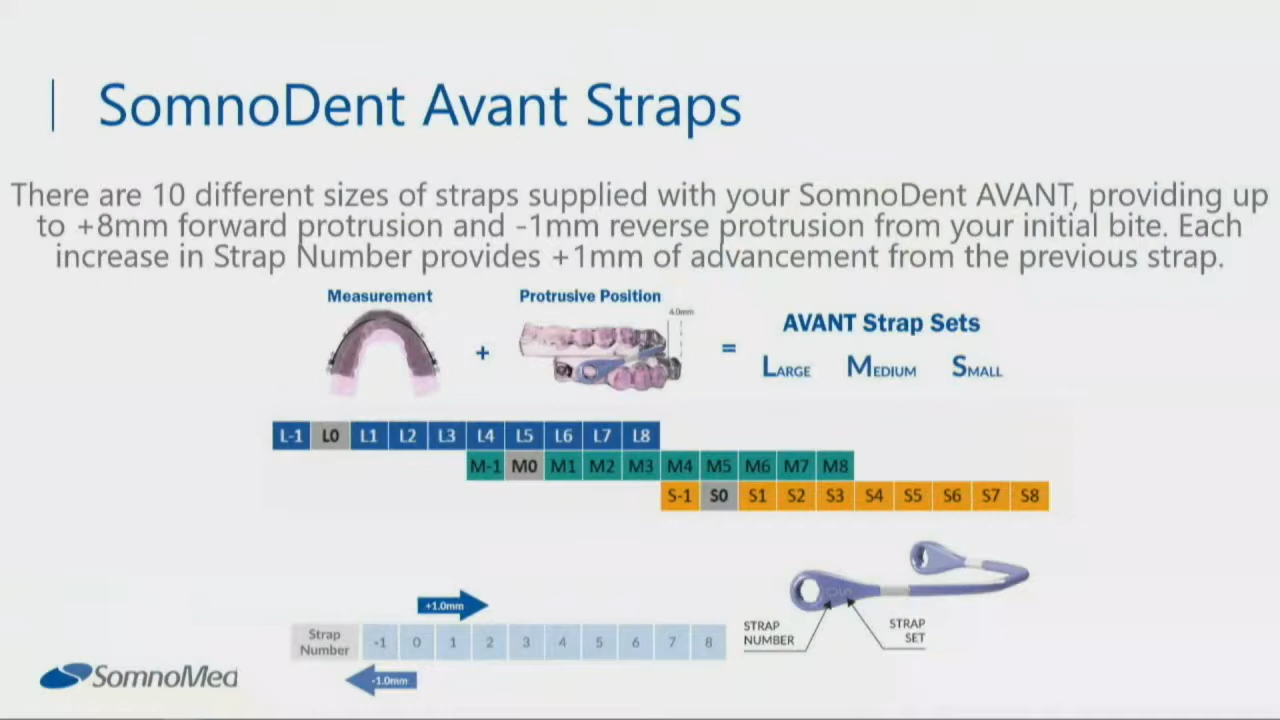 SomnoDent Avant Straps
There are 10 different sizes of straps supplied with your SomnoDent AVANT, providing up
to +8mm forward protrusion and -1mm reverse protrusion from your initial bite. Each
increase in Strap Number provides +1mm of advancement from the previous strap.
Measurement
Protrusive Position
4.0mm
+
=
AVANT Strap Sets
LARGE MEDIUM SMALL
L-1 L0 L1 L2 L3 L4 L5 L6 L7 L8
M-1 M0 M1 M2 M3 M4 M5 M6 M7 M8
S-1 S0 S1 S2 S3 S4 S5 S6 S7 S8
+1.0mm
Strap
Number
-1 0 1 2 3 4 5 6 7 8
-1.0mm
STRAP
NUMBER
STRAP
SET
SomnoMed